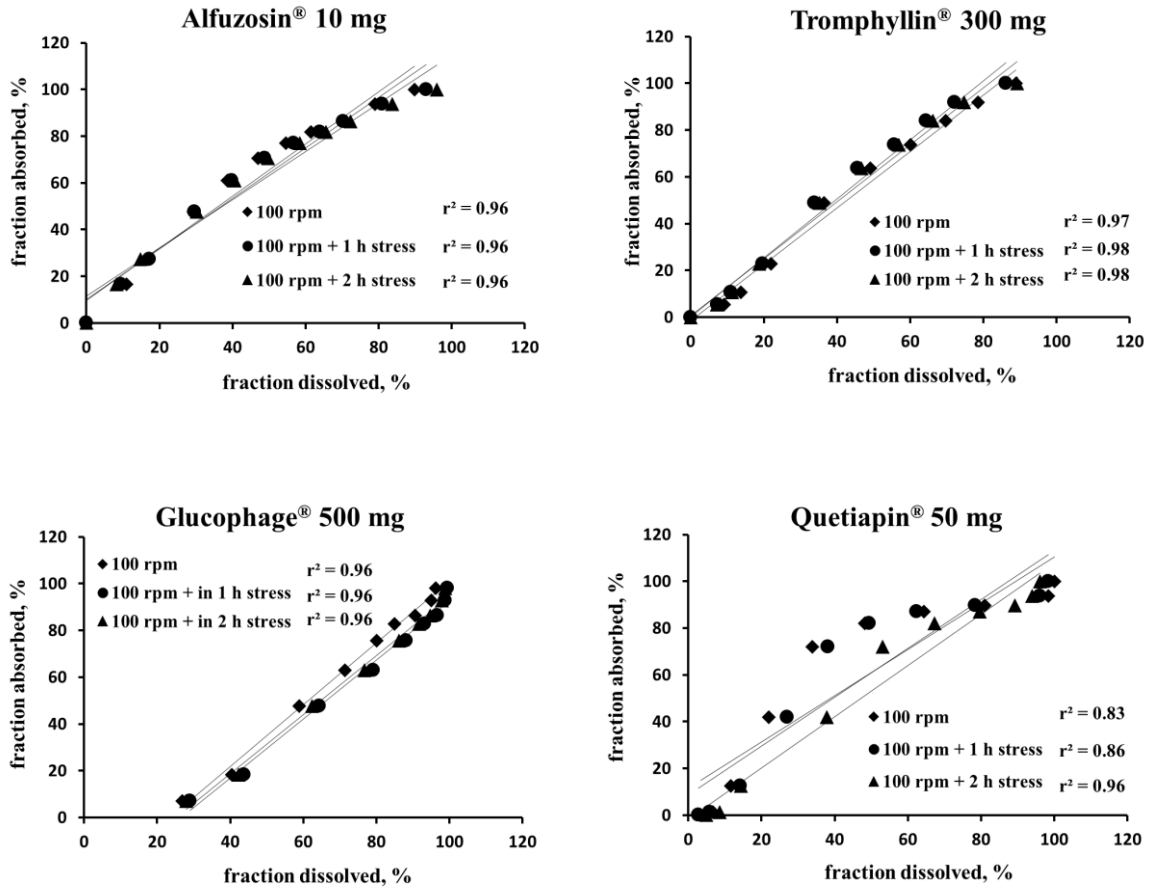 Alfuzosin® 10 mg
120
100
80
60
40
20
0
fraction absorbed, %
100 rpm r² = 0.96
100 rpm + 1 h stress r² = 0.96
100 rpm + 2 h stress r² = 0.96
0 20 40 60 80 100 120
fraction dissolved, %
Tromphyllin® 300 mg
120
100
80
60
40
20
0
fraction absorbed, %
100 rpm r² = 0.97
100 rpm + 1 h stress r² = 0.98
100 rpm + 2 h stress r² = 0.98
0 20 40 60 80 100 120
fraction dissolved, %
Glucophage® 500 mg
120
100
80
60
40
20
0
fraction absorbed, %
100 rpm r² = 0.96
100 rpm + in 1 h stress r² = 0.96
100 rpm + in 2 h stress r² = 0.96
0 20 40 60 80 100 120
fraction dissolved, %
Quetiapin® 50 mg
120
100
80
60
40
20
0
fraction absorbed, %
100 rpm r² = 0.83
100 rpm + 1 h stress r² = 0.86
100 rpm + 2 h stress r² = 0.96
0 20 40 60 80 100 120
fraction dissolved, %